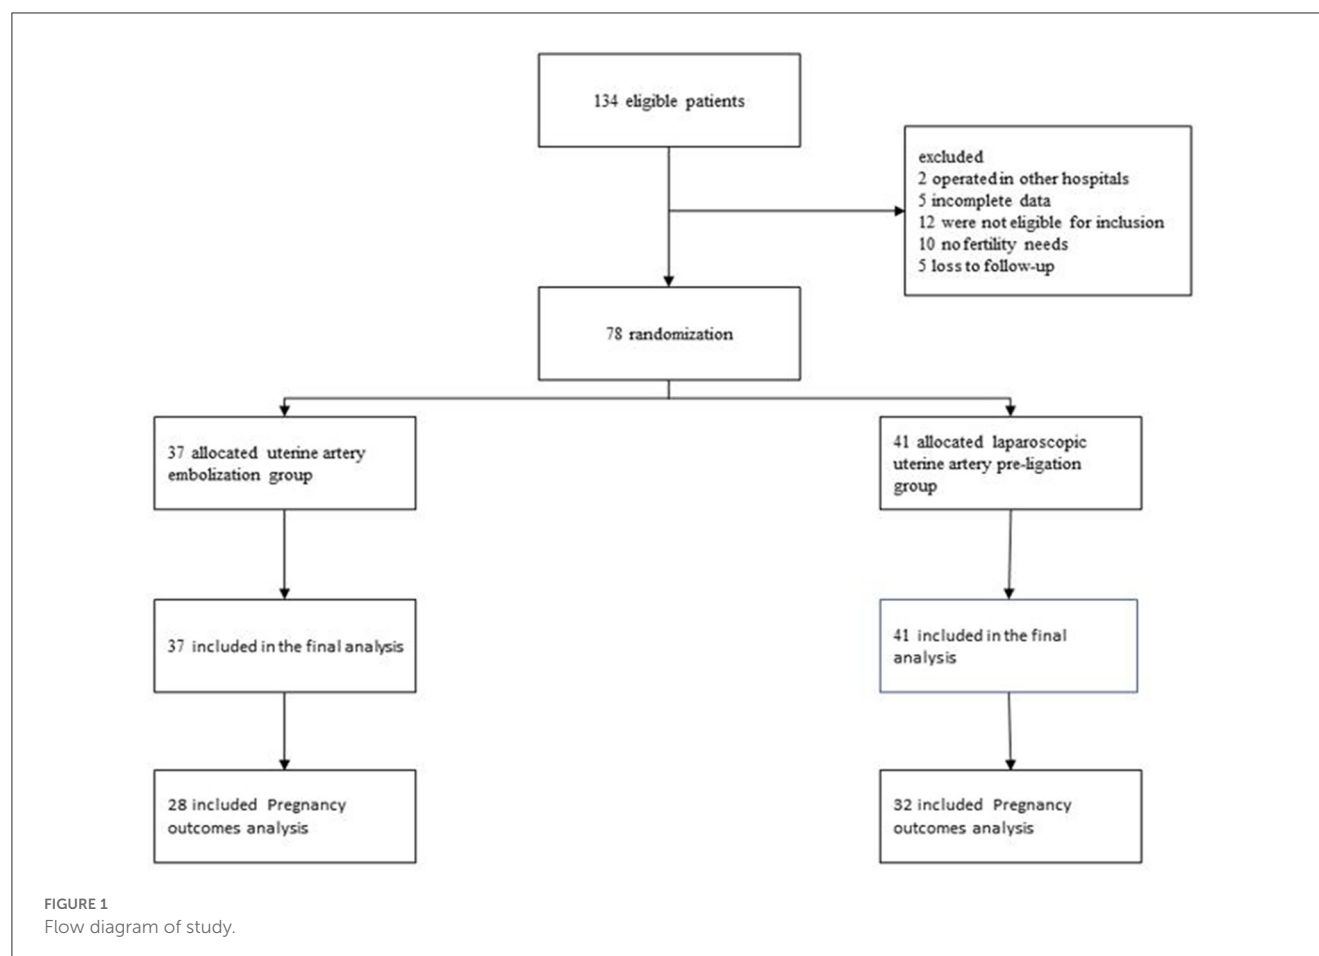 134 eligible patients
excluded
2 operated in other hospitals
5 incomplete data
12 were not eligible for inclusion
10 no fertility needs
5 loss to follow-up
78 randomization
37 allocated uterine artery
embolization group
41 allocated laparoscopic
uterine artery pre-ligation
group
37 included in the final analysis
41 included in the final
analysis
28 included Pregnancy
outcomes analysis
32 included Pregnancy
outcomes analysis
FIGURE 1
Flow diagram of study.